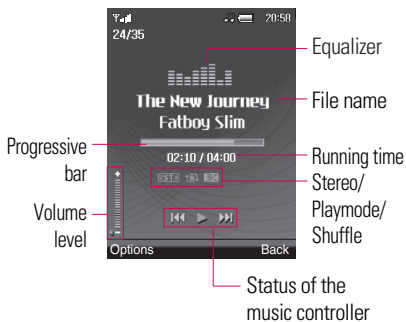 20:58
24/35
Equalizer
The New Journey
File name
Fatboy Slim
Progressive
bar
02:10 / 04:00
Running time
Stereo/
Playmode/
Shuffle
Volume
level
Options
Back
Status of the
music controller